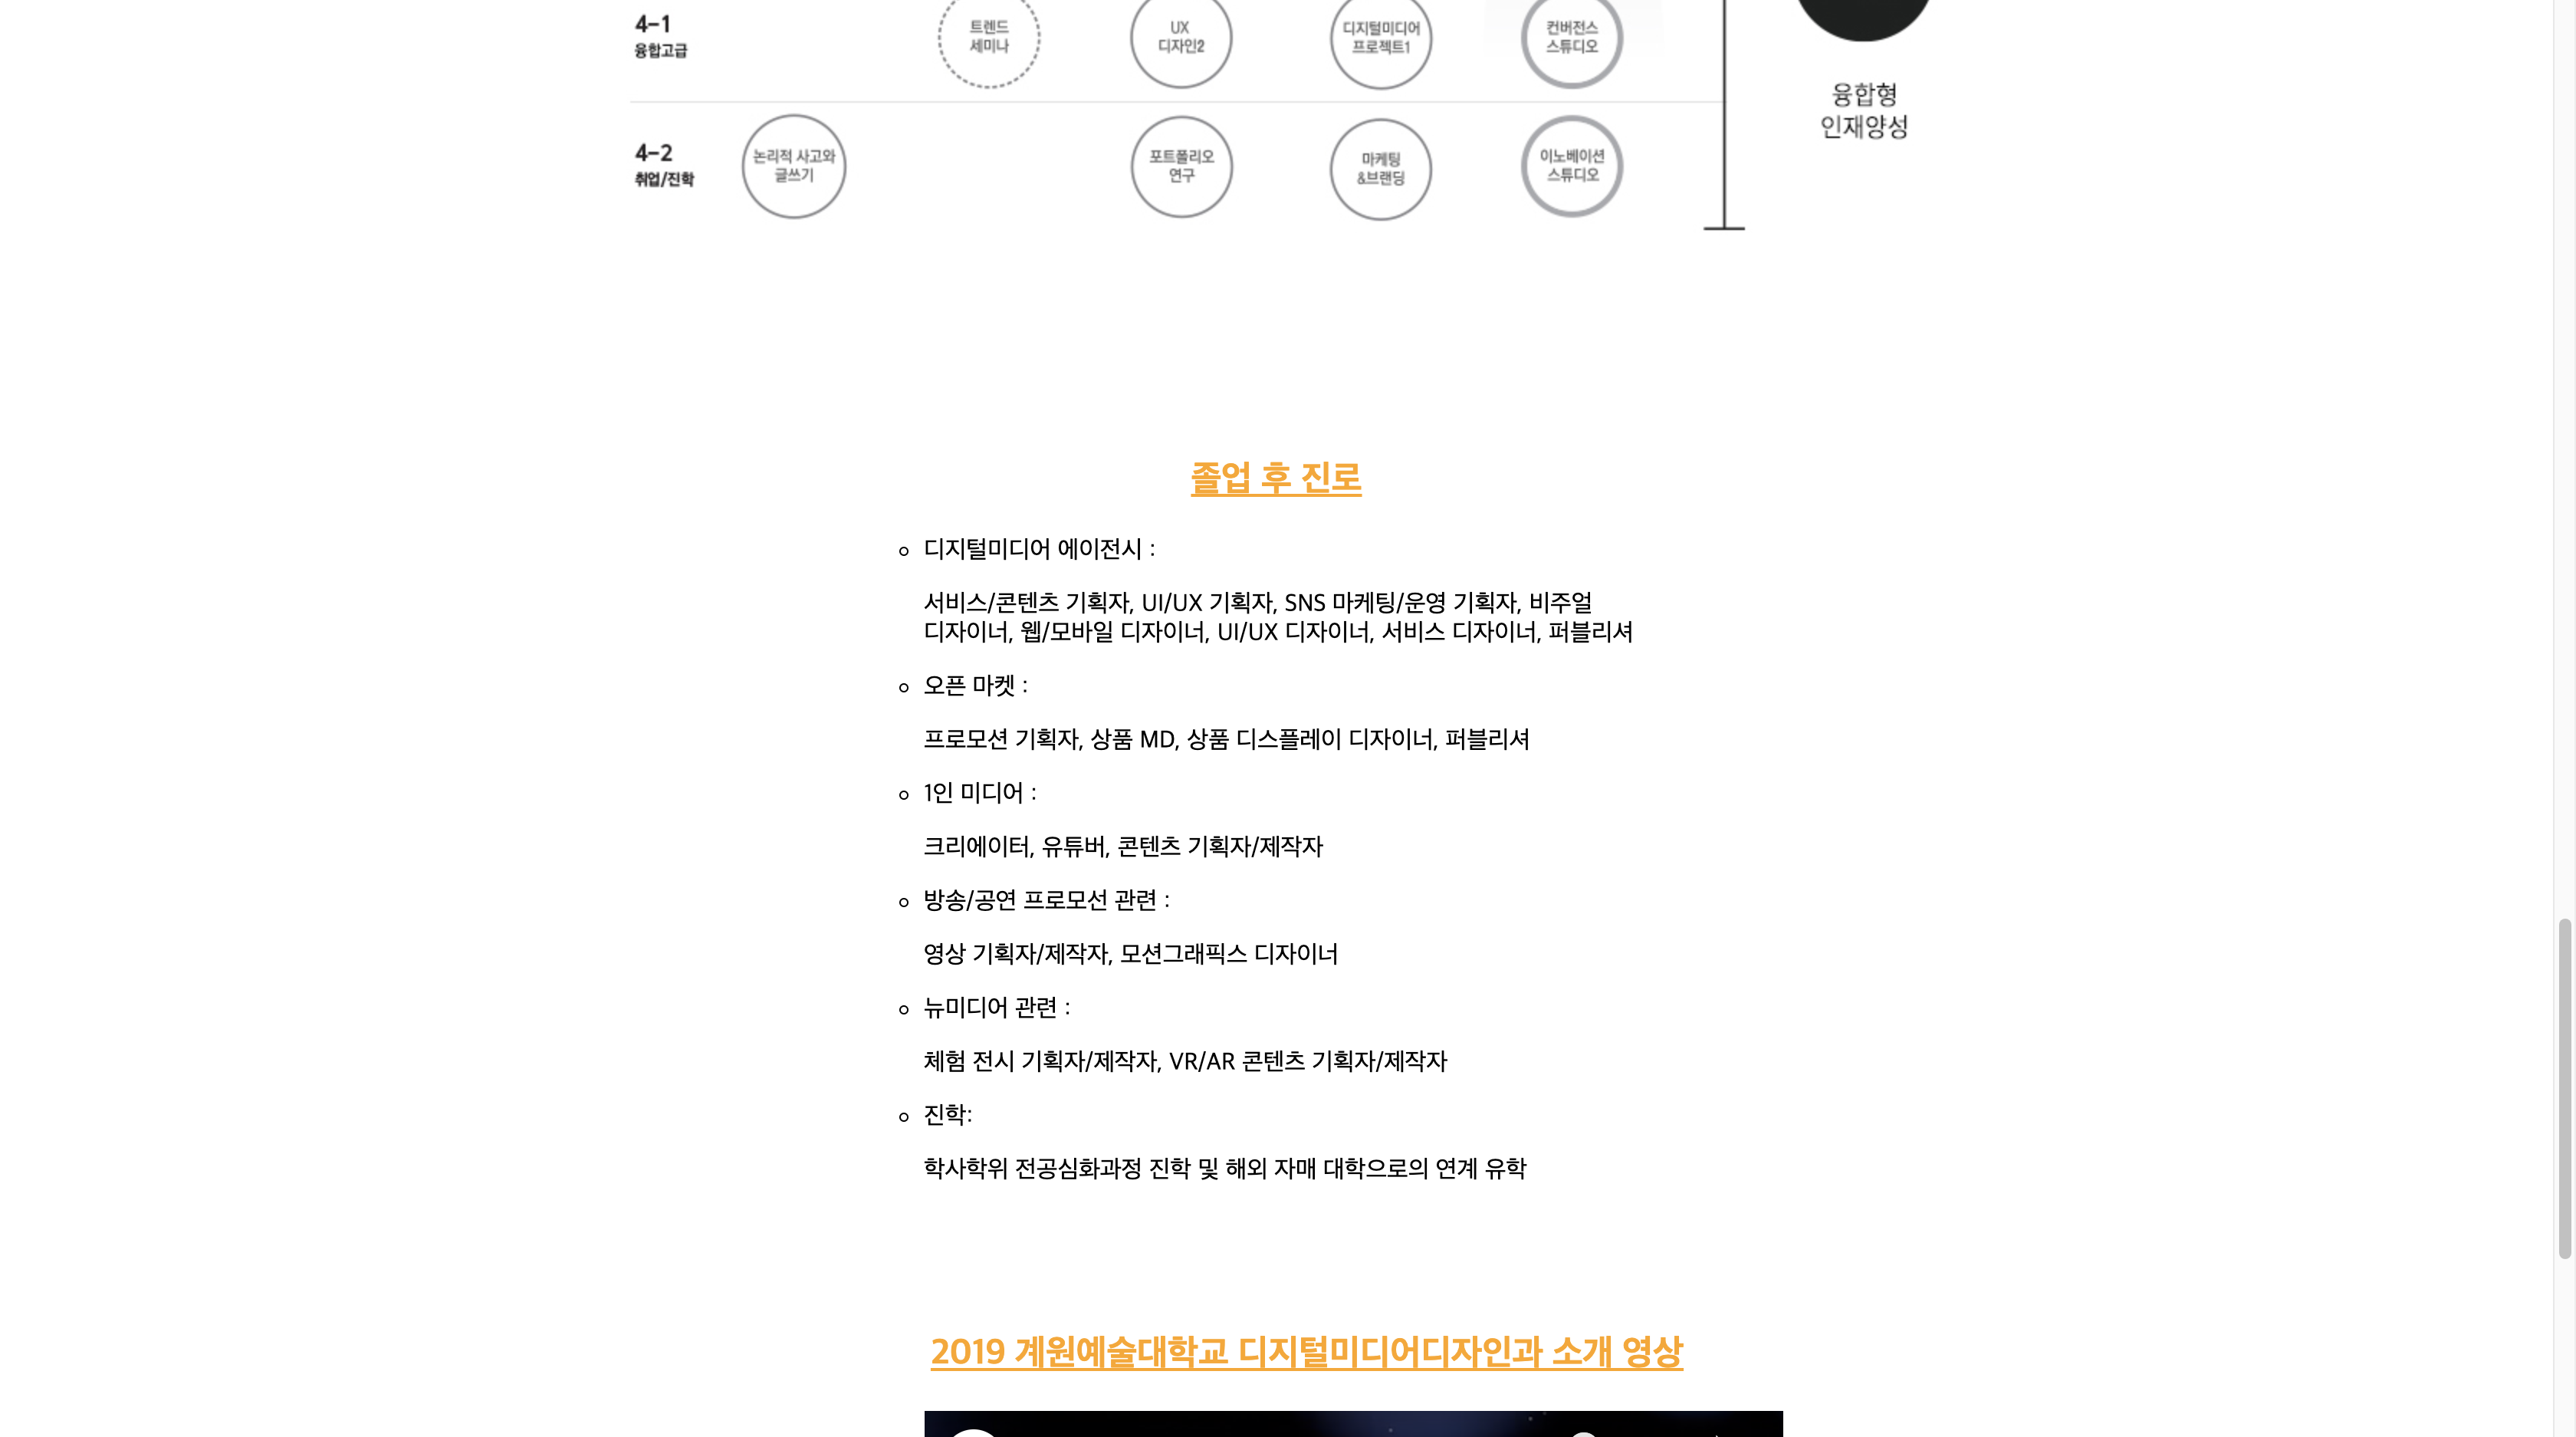 4-1
융합고급
트렌드
세미나
UX
디자인2
디지털미디어
프로젝트1
컨버전스
스튜디오
융합형
인재양성
4-2
취업/진학
논리적 사고와
글쓰기
포트폴리오
연구
마케팅
&브랜딩
이노베이션
스튜디오
졸업 후 진로
디지털미디어 에이전시 :
서비스/콘텐츠 기획자, UI/UX 기획자, SNS 마케팅/운영 기획자, 비주얼
디자이너, 웹/모바일 디자이너, UI/UX 디자이너, 서비스 디자이너, 퍼블리셔
오픈 마켓 :
프로모션 기획자, 상품 MD, 상품 디스플레이 디자이너, 퍼블리셔
1인 미디어 :
크리에이터, 유튜버, 콘텐츠 기획자/제작자
방송/공연 프로모선 관련 :
영상 기획자/제작자, 모션그래픽스 디자이너
뉴미디어 관련 :
체험 전시 기획자/제작자, VR/AR 콘텐츠 기획자/제작자
진학:
학사학위 전공심화과정 진학 및 해외 자매 대학으로의 연계 유학
2019 계원예술대학교 디지털미디어디자인과 소개 영상